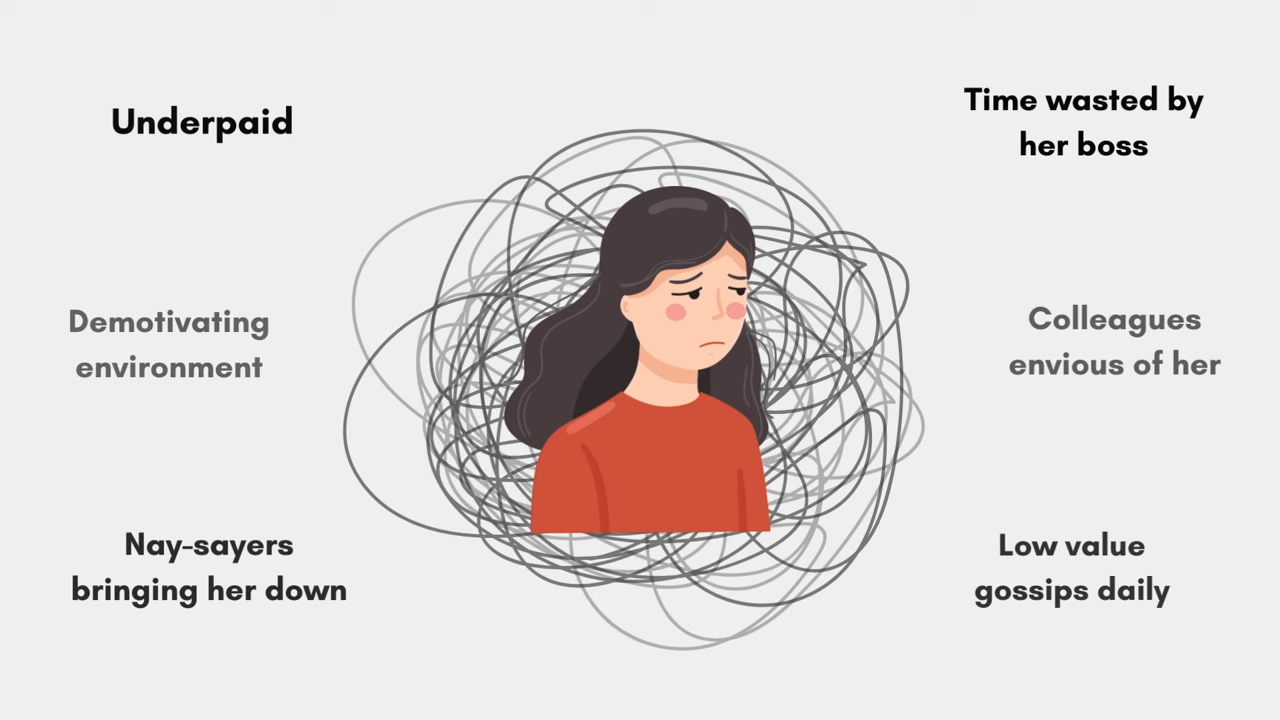 Underpaid
Time wasted by
her boss
Demotivating
environment
Colleagues
envious of her
Nay-sayers
bringing her down
Low value
gossips daily